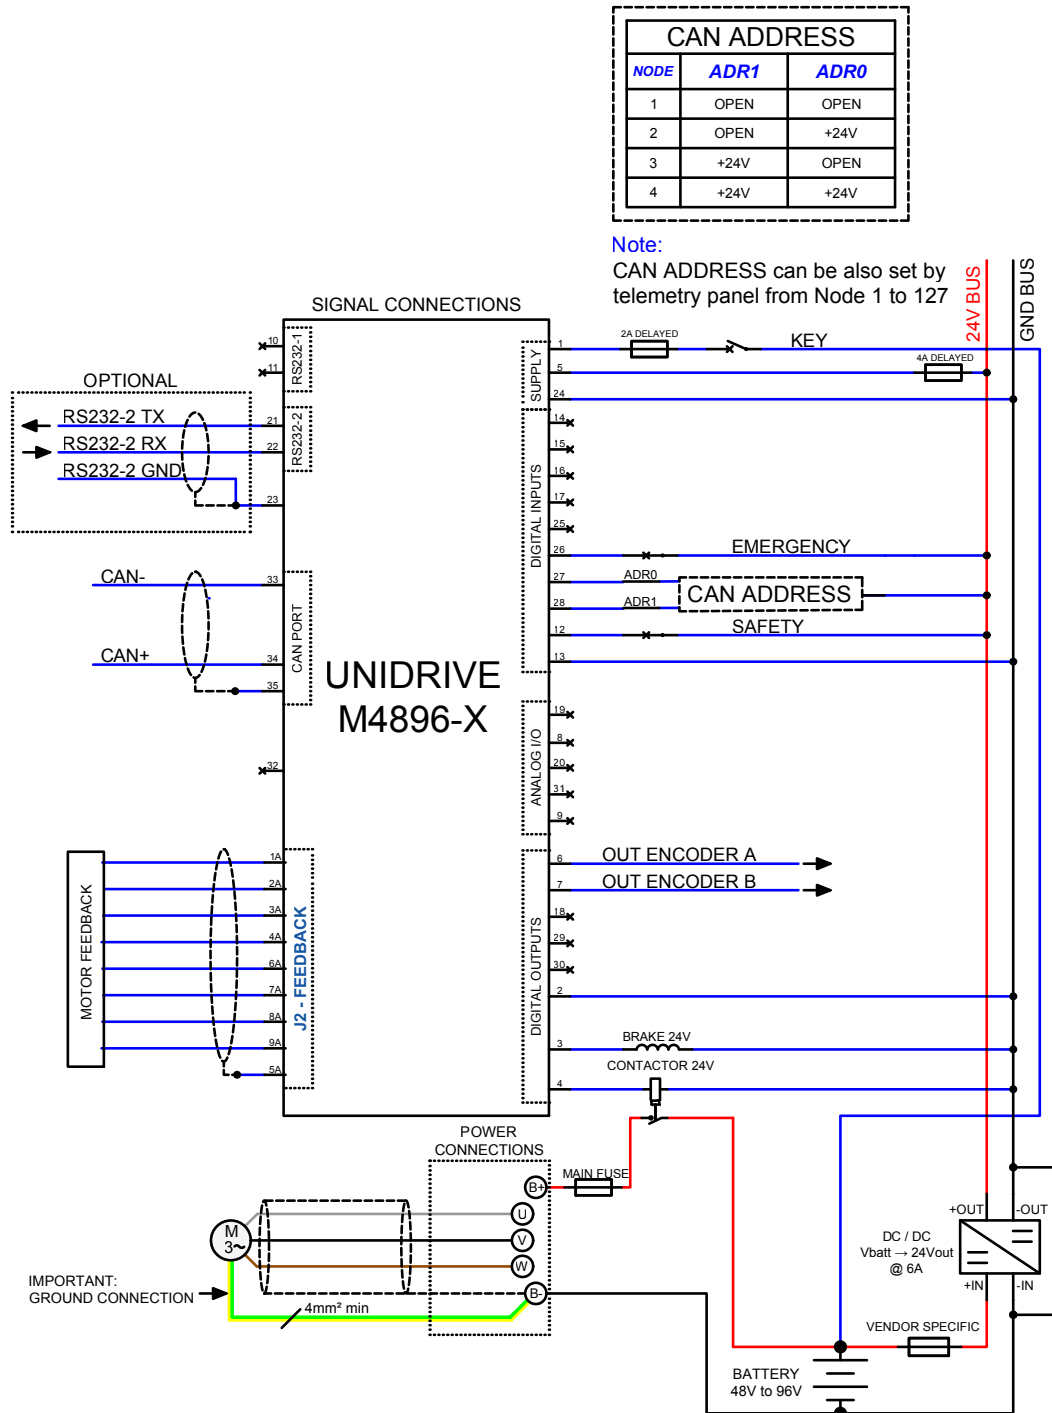 CAN ADDRESS
NODE ADR1 ADR0
1 OPEN OPEN
2 OPEN +24V
3 +24V OPEN
4 +24V +24V
Note:
CAN ADDRESS can be also set by
telemetry panel from Node 1 to 127
24V BUS
GND BUS
SIGNAL CONNECTIONS
10
11
RS232-1
OPTIONAL
RS232-2 TX
21
RS232-2 RX
22
RS232-2
RS232-2 GND
23
CAN-
33
CAN+
34
35
CAN PORT
32
UNIDRIVE
M4896-X
MOTOR FEEDBACK
1A
2A
3A
4A
6A
7A
8A
9A
5A
J2 - FEEDBACK
SUPPLY
1
2A DELAYED
KEY
5
4A DELAYED
24
DIGITAL INPUTS
14
15
16
17
25
26
EMERGENCY
27
ADR0
28
ADR1
CAN ADDRESS
12
SAFETY
13
ANALOG I/O
19
8
20
31
9
DIGITAL OUTPUTS
6
OUT ENCODER A
7
OUT ENCODER B
18
29
30
2
3
BRAKE 24V
CONTACTOR 24V
4
POWER
CONNECTIONS
B+
MAIN FUSE
U
V
W
B-
M
3~
IMPORTANT:
GROUND CONNECTION
4mm² min
+OUT
-OUT
DC / DC
Vbatt → 24Vout
@ 6A
+IN
-IN
VENDOR SPECIFIC
BATTERY
48V to 96V